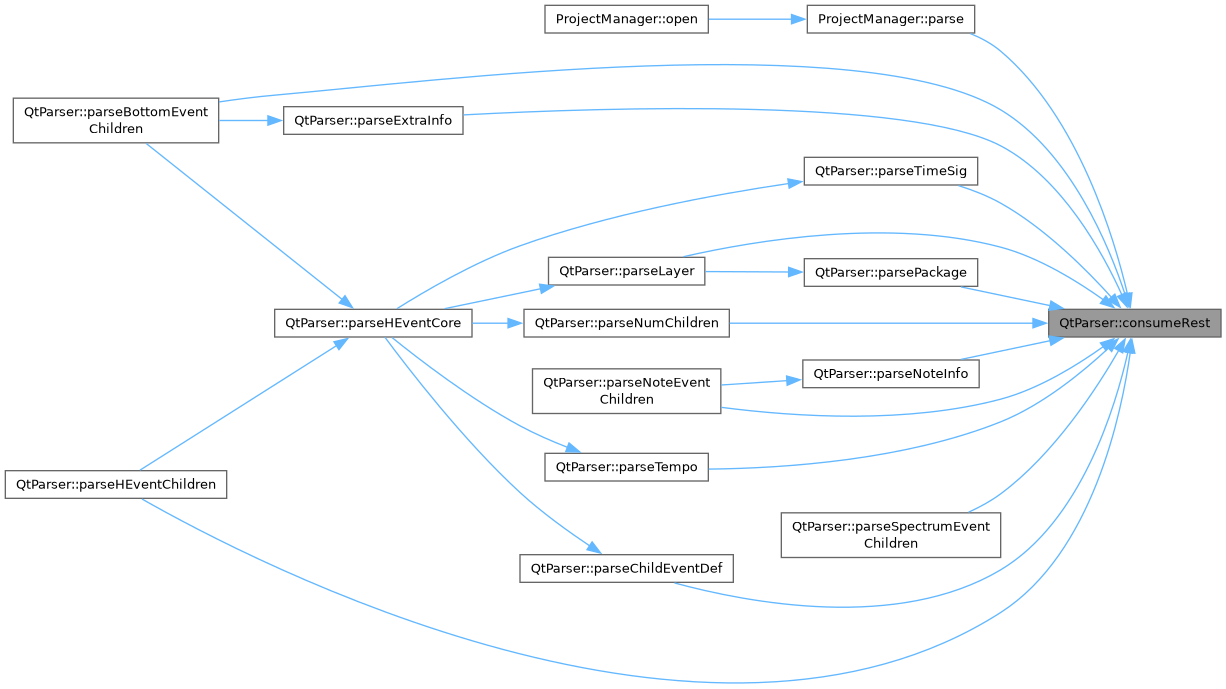 ProjectManager::open
ProjectManager::parse
QtParser::parseBottomEvent
Children
QtParser::parseExtraInfo
QtParser::parseTimeSig
QtParser::parseLayer
QtParser::parsePackage
QtParser::parseHEventCore
QtParser::parseNumChildren
QtParser::consumeRest
QtParser::parseNoteEvent
Children
QtParser::parseNoteInfo
QtParser::parseTempo
QtParser::parseHEventChildren
QtParser::parseSpectrumEvent
Children
QtParser::parseChildEventDef